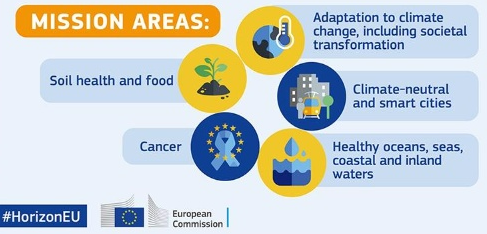 MISSION AREAS:
Adaptation to climate
change, including societal
transformation
Soil health and food
Climate-neutral
and smart cities
Cancer
Healthy oceans, seas,
coastal and inland
waters
#HorizonEU
European
Commission